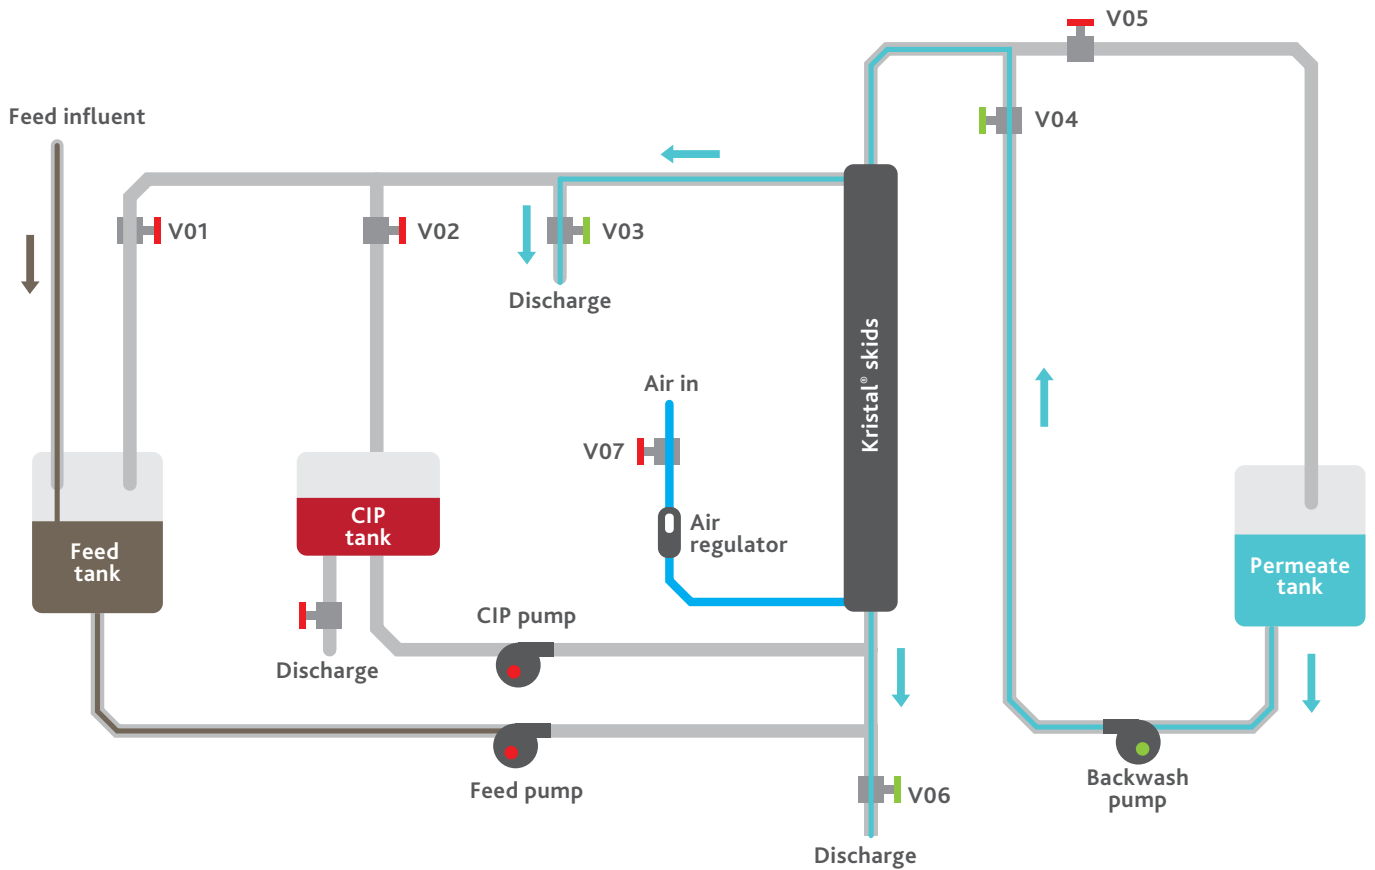 V05
Feed influent
V04
V01
V02
V03
Discharge
Kristal® skids
Air in
V07
CIP
tank
Air
regulator
Feed
tank
Permeate
tank
CIP pump
Discharge
Feed pump
Backwash
pump
V06
Discharge